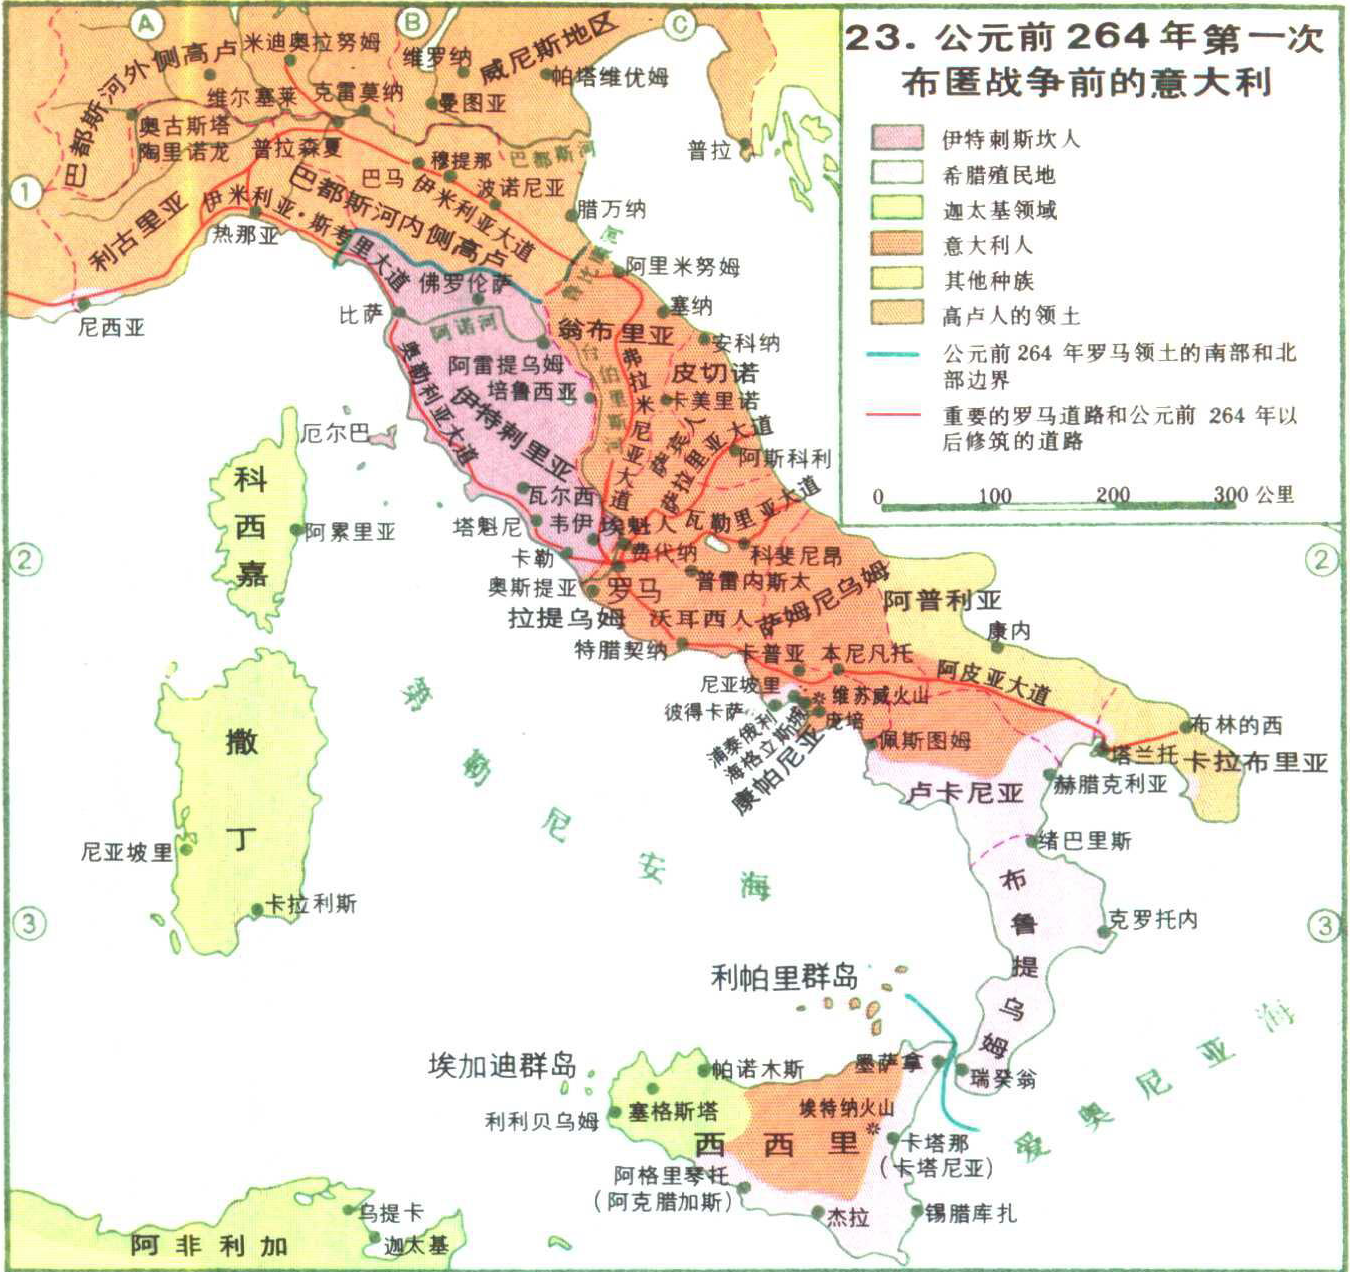 23. 公元前 264 年第一次
布匿战争前的意大利
伊特刺斯坎人
希腊殖民地
迦太基领域
意大利人
其他种族
高卢人的领土
公元前 264 年罗马领土的南部和北
部边界
重要的罗马道路和公元前 264 年以
后修筑的道路
0 100 200 300 公里
A
B
C
1
2
2
3
3
巴都斯河外侧高卢
米迪奥拉努姆
维罗纳
威尼斯地区
帕塔维优姆
维尔塞莱
克雷莫纳
曼图亚
奥古斯塔
陶里诺龙
普拉森夏
穆提那
巴都斯河
普拉
巴马
伊米利亚大道
波诺尼亚
利古里亚
伊米利亚·斯考里大道
巴都斯河内侧高卢
腊万纳
热那亚
阿里米努姆
尼西亚
佛罗伦萨
比萨
阿诺河
塞纳
翁布里亚
安科纳
阿雷提乌姆
台伯里斯河
弗拉米尼亚大道
皮切诺
培鲁西亚
卡美里诺
奥勒利亚大道
伊特刺里亚
萨宾人
萨拉里亚大道
阿斯科利
厄尔巴
科西嘉
阿累里亚
瓦尔西
塔魁尼
韦伊
埃魁人
瓦勒里亚大道
卡勒
费代纳
科斐尼昂
奥斯提亚
罗马
普雷内斯太
萨姆尼乌姆
阿普利亚
拉提乌姆
沃耳西人
康内
特腊契纳
卡普亚
本尼凡托
阿皮亚大道
尼亚坡里
维苏威火山
彼得卡萨
浦泰俄利
海格立斯城
庞培
康帕尼亚
佩斯图姆
布林的西
塔兰托
卡拉布里亚
卢卡尼亚
赫腊克利亚
绪巴里斯
撒丁
尼亚坡里
卡拉利斯
第勒尼安海
布鲁提乌姆
克罗托内
利帕里群岛
埃加迪群岛
帕诺木斯
墨萨拿
瑞癸翁
利利贝乌姆
塞格斯塔
埃特纳火山
西西里
卡塔那
(卡塔尼亚)
阿格里琴托
(阿克腊加斯)
杰拉
锡腊库扎
爱奥尼亚海
乌提卡
迦太基
阿非利加